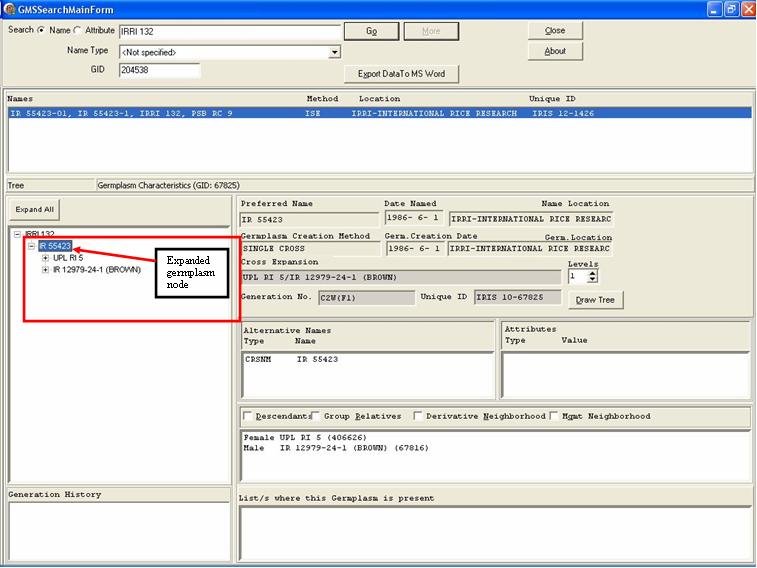 GMSSearchMainForm
Search Name Attribute IRRI 132 Go More Close
Name Type <Not specified> About
GID 204538 Export DataTo MS Word
Names Method Location Unique ID
IR 55423-01, IR 55423-1, IRRI 132, PSB RC 9 ISE IRRI-INTERNATIONAL RICE RESEARCH IRIS 12-1426
Tree Germplasm Characteristics (GID: 67825)
Expand All
IRRI 132
IR 55423
UPL RI 5
IR 12979-24-1 (BROWN)
Expanded
germplasm
node
Preferred Name Date Named Name Location
IR 55423 1986- 6- 1 IRRI-INTERNATIONAL RICE RESEARC
Germplasm Creation Method Germ.Creation Date Germ.Location
SINGLE CROSS 1986- 6- 1 IRRI-INTERNATIONAL RICE RESEARC
Cross Expansion Levels
UPL RI 5/IR 12979-24-1 (BROWN) 1
Generation No. C2W(F1) Unique ID IRIS 10-67825 Draw Tree
Alternative Names Attributes
Type Name Type Value
CRSNM IR 55423
Descendants Group Relatives Derivative Neighborhood Mgmt Neighborhood
Female UPL RI 5 (406626)
Male IR 12979-24-1 (BROWN) (67816)
Generation History List/s where this Germplasm is present